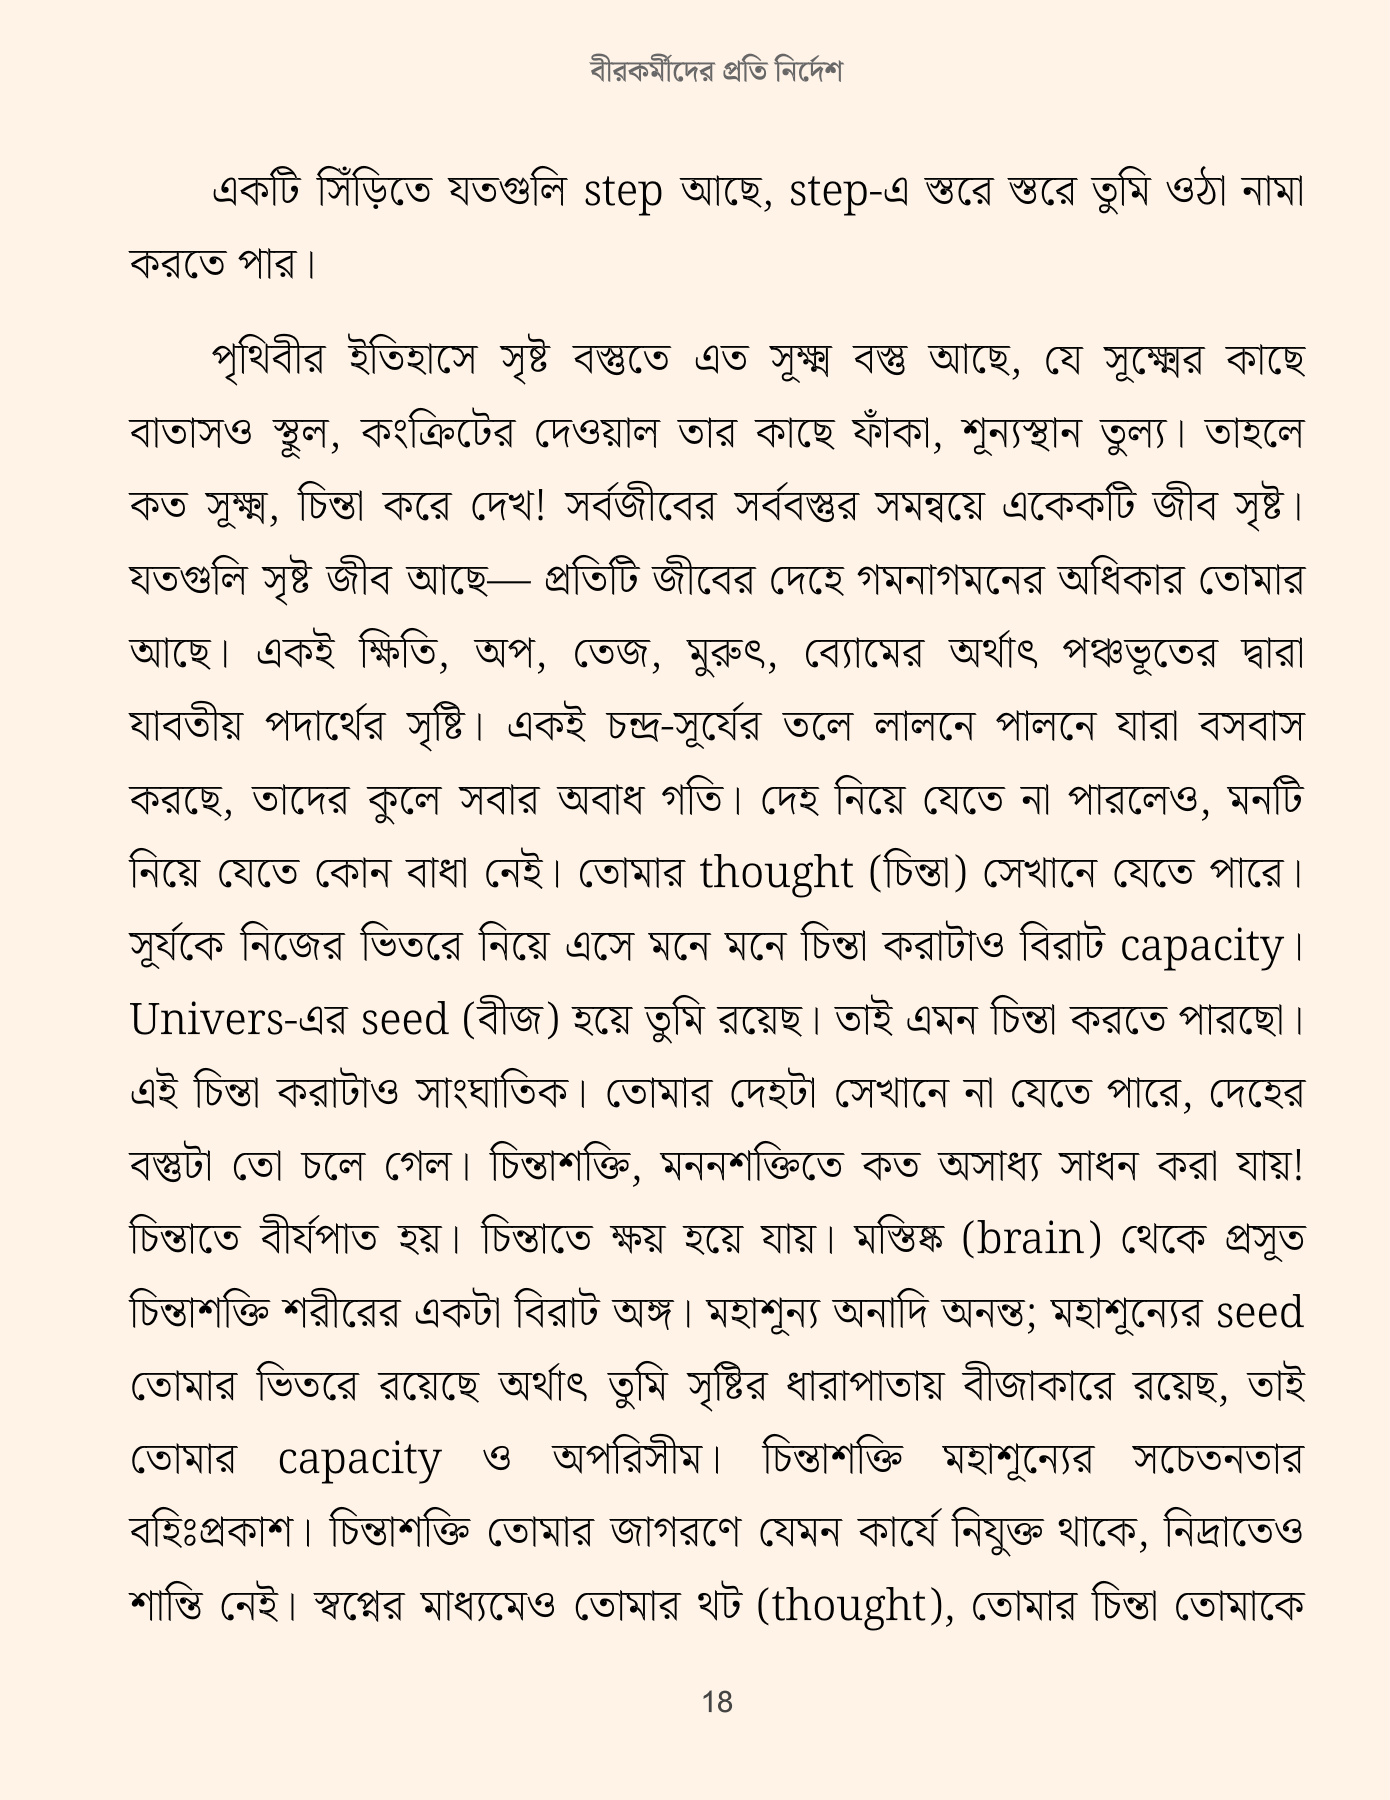 বীরকর্মীদের প্রতি নির্দেশ
একটি সিঁড়িতে যতগুলি step আছে, step-এ স্তরে স্তরে তুমি ওঠা নামা
করতে পার।
পৃথিবীর ইতিহাসে সৃষ্ট বস্তুতে এত সূক্ষ্ম বস্তু আছে, যে সূক্ষ্মের কাছে
বাতাসও স্থূল, কংক্রিটের দেওয়াল তার কাছে ফাঁকা, শূন্যস্থান তুল্য। তাহলে
কত সূক্ষ্ম, চিন্তা করে দেখ! সর্বজীবের সর্ববস্তুর সমন্বয়ে একেকটি জীব সৃষ্ট।
যতগুলি সৃষ্ট জীব আছে— প্রতিটি জীবের দেহে গমনাগমনের অধিকার তোমার
আছে। একই ক্ষিতি, অপ, তেজ, মুরুৎ, ব্যোমের অর্থাৎ পঞ্চভূতের দ্বারা
যাবতীয় পদার্থের সৃষ্টি। একই চন্দ্র-সূর্যের তলে লালনে পালনে যারা বসবাস
করছে, তাদের কুলে সবার অবাধ গতি। দেহ নিয়ে যেতে না পারলেও, মনটি
নিয়ে যেতে কোন বাধা নেই। তোমার thought (চিন্তা) সেখানে যেতে পারে।
সূর্যকে নিজের ভিতরে নিয়ে এসে মনে মনে চিন্তা করাটাও বিরাট capacity।
Univers-এর seed (বীজ) হয়ে তুমি রয়েছ। তাই এমন চিন্তা করতে পারছো।
এই চিন্তা করাটাও সাংঘাতিক। তোমার দেহটা সেখানে না যেতে পারে, দেহের
বস্তুটা তো চলে গেল। চিন্তাশক্তি, মননশক্তিতে কত অসাধ্য সাধন করা যায়!
চিন্তাতে বীর্যপাত হয়। চিন্তাতে ক্ষয় হয়ে যায়। মস্তিষ্ক (brain) থেকে প্রসূত
চিন্তাশক্তি শরীরের একটা বিরাট অঙ্গ। মহাশূন্য অনাদি অনন্ত; মহাশূন্যের seed
তোমার ভিতরে রয়েছে অর্থাৎ তুমি সৃষ্টির ধারাপাতায় বীজাকারে রয়েছ, তাই
তোমার capacity ও অপরিসীম। চিন্তাশক্তি মহাশূন্যের সচেতনতার
বহিঃপ্রকাশ। চিন্তাশক্তি তোমার জাগরণে যেমন কার্যে নিযুক্ত থাকে, নিদ্রাতেও
শান্তি নেই। স্বপ্নের মাধ্যমেও তোমার থট (thought), তোমার চিন্তা তোমাকে
18